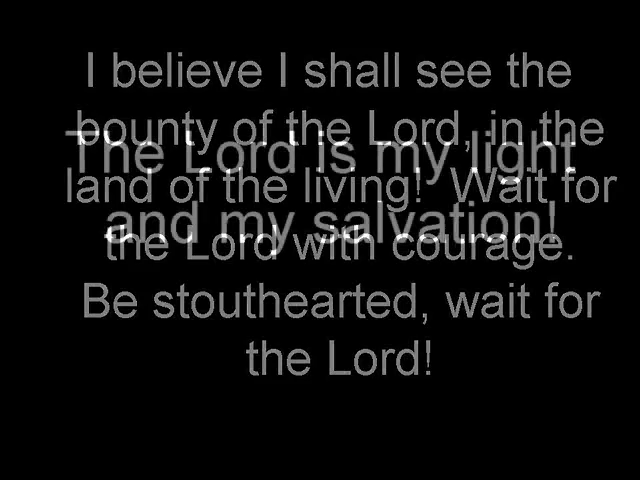 I believe I shall see the
bounty of the Lord, in the
The Lord is my light
land of the living! Wait for
and my salvation!
the Lord with courage.
Be stouthearted, wait for
the Lord!